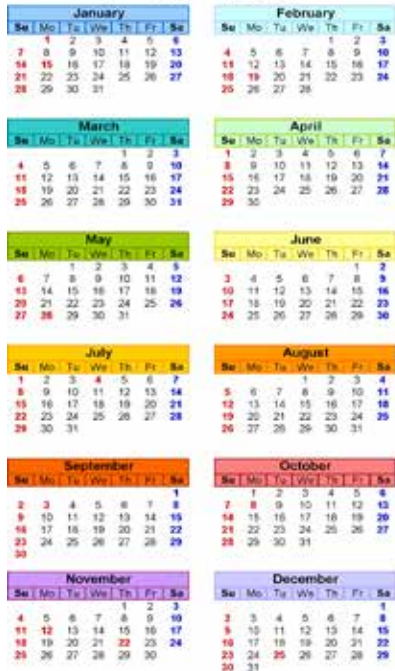 January
Su Mo Tu We Th Fr Sa
1 2 3 4 5 6
7 8 9 10 11 12 13
14 15 16 17 18 19 20
21 22 23 24 25 26 27
28 29 30 31
February
Su Mo Tu We Th Fr Sa
1 2 3
4 5 6 7 8 9 10
11 12 13 14 15 16 17
18 19 20 21 22 23 24
25 26 27 28
March
Su Mo Tu We Th Fr Sa
1 2 3
4 5 6 7 8 9 10
11 12 13 14 15 16 17
18 19 20 21 22 23 24
25 26 27 28 29 30 31
April
Su Mo Tu We Th Fr Sa
1 2 3 4 5 6 7
8 9 10 11 12 13 14
15 16 17 18 19 20 21
22 23 24 25 26 27 28
29 30
May
Su Mo Tu We Th Fr Sa
1 2 3 4 5
6 7 8 9 10 11 12
13 14 15 16 17 18 19
20 21 22 23 24 25 26
27 28 29 30 31
June
Su Mo Tu We Th Fr Sa
1 2
3 4 5 6 7 8 9
10 11 12 13 14 15 16
17 18 19 20 21 22 23
24 25 26 27 28 29 30
July
Su Mo Tu We Th Fr Sa
1 2 3 4 5 6 7
8 9 10 11 12 13 14
15 16 17 18 19 20 21
22 23 24 25 26 27 28
29 30 31
August
Su Mo Tu We Th Fr Sa
1 2 3 4
5 6 7 8 9 10 11
12 13 14 15 16 17 18
19 20 21 22 23 24 25
26 27 28 29 30 31
September
Su Mo Tu We Th Fr Sa
1
2 3 4 5 6 7 8
9 10 11 12 13 14 15
16 17 18 19 20 21 22
23 24 25 26 27 28 29
30
October
Su Mo Tu We Th Fr Sa
1 2 3 4 5 6
7 8 9 10 11 12 13
14 15 16 17 18 19 20
21 22 23 24 25 26 27
28 29 30 31
November
Su Mo Tu We Th Fr Sa
1 2 3
4 5 6 7 8 9 10
11 12 13 14 15 16 17
18 19 20 21 22 23 24
25 26 27 28 29 30
December
Su Mo Tu We Th Fr Sa
1
2 3 4 5 6 7 8
9 10 11 12 13 14 15
16 17 18 19 20 21 22
23 24 25 26 27 28 29
30 31